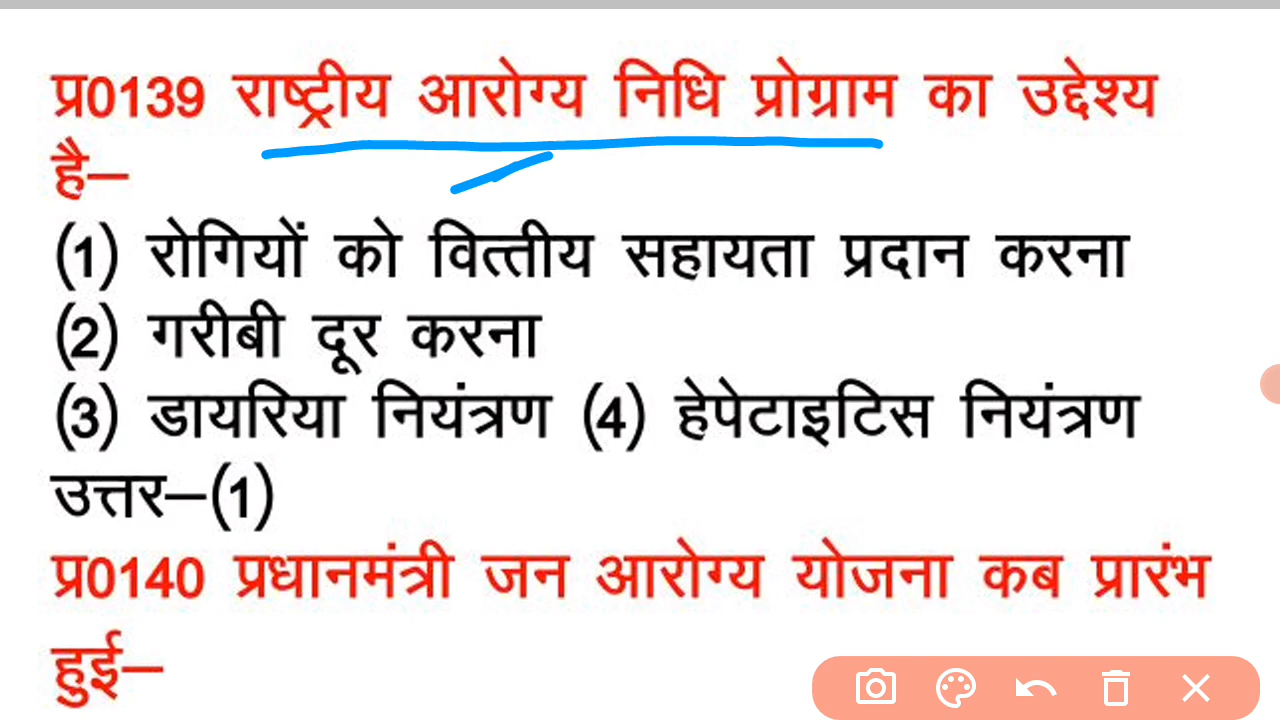 प्र0139 राष्ट्रीय आरोग्य निधि प्रोग्राम का उद्देश्य
है–
(1) रोगियों को वित्तीय सहायता प्रदान करना
(2) गरीबी दूर करना
(3) डायरिया नियंत्रण (4) हेपेटाइटिस नियंत्रण
उत्तर–(1)
प्र0140 प्रधानमंत्री जन आरोग्य योजना कब प्रारंभ
हुई–